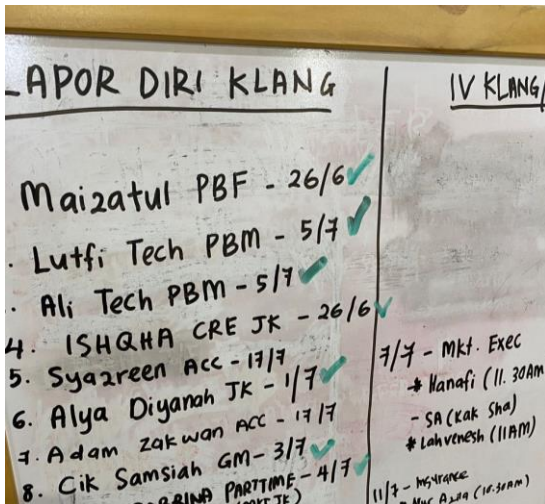 LAPOR DIRI KLANG
Maizatul PBF - 26/6 ✓
. Lutfi Tech PBM - 5/7 ✓
. Ali Tech PBM - 5/7 ✓
4. ISHQHA CRE JK - 26/6 ✓
5. Syazreen ACC - 17/7
6. Alya Diyanah JK - 1/7 ✓
7. Adam zakwan ACC - 17/7
8. Cik Samsiah GM - 3/7 ✓
PARTTIME - 4/7 ✓
IV KLANG/
7/7 - Mkt. Exec
* Hanafi (11.30AM
- SA (Kak Sha)
* Lahvenesh (11AM)
11/7 - Insurance
Azra (10.30AM)